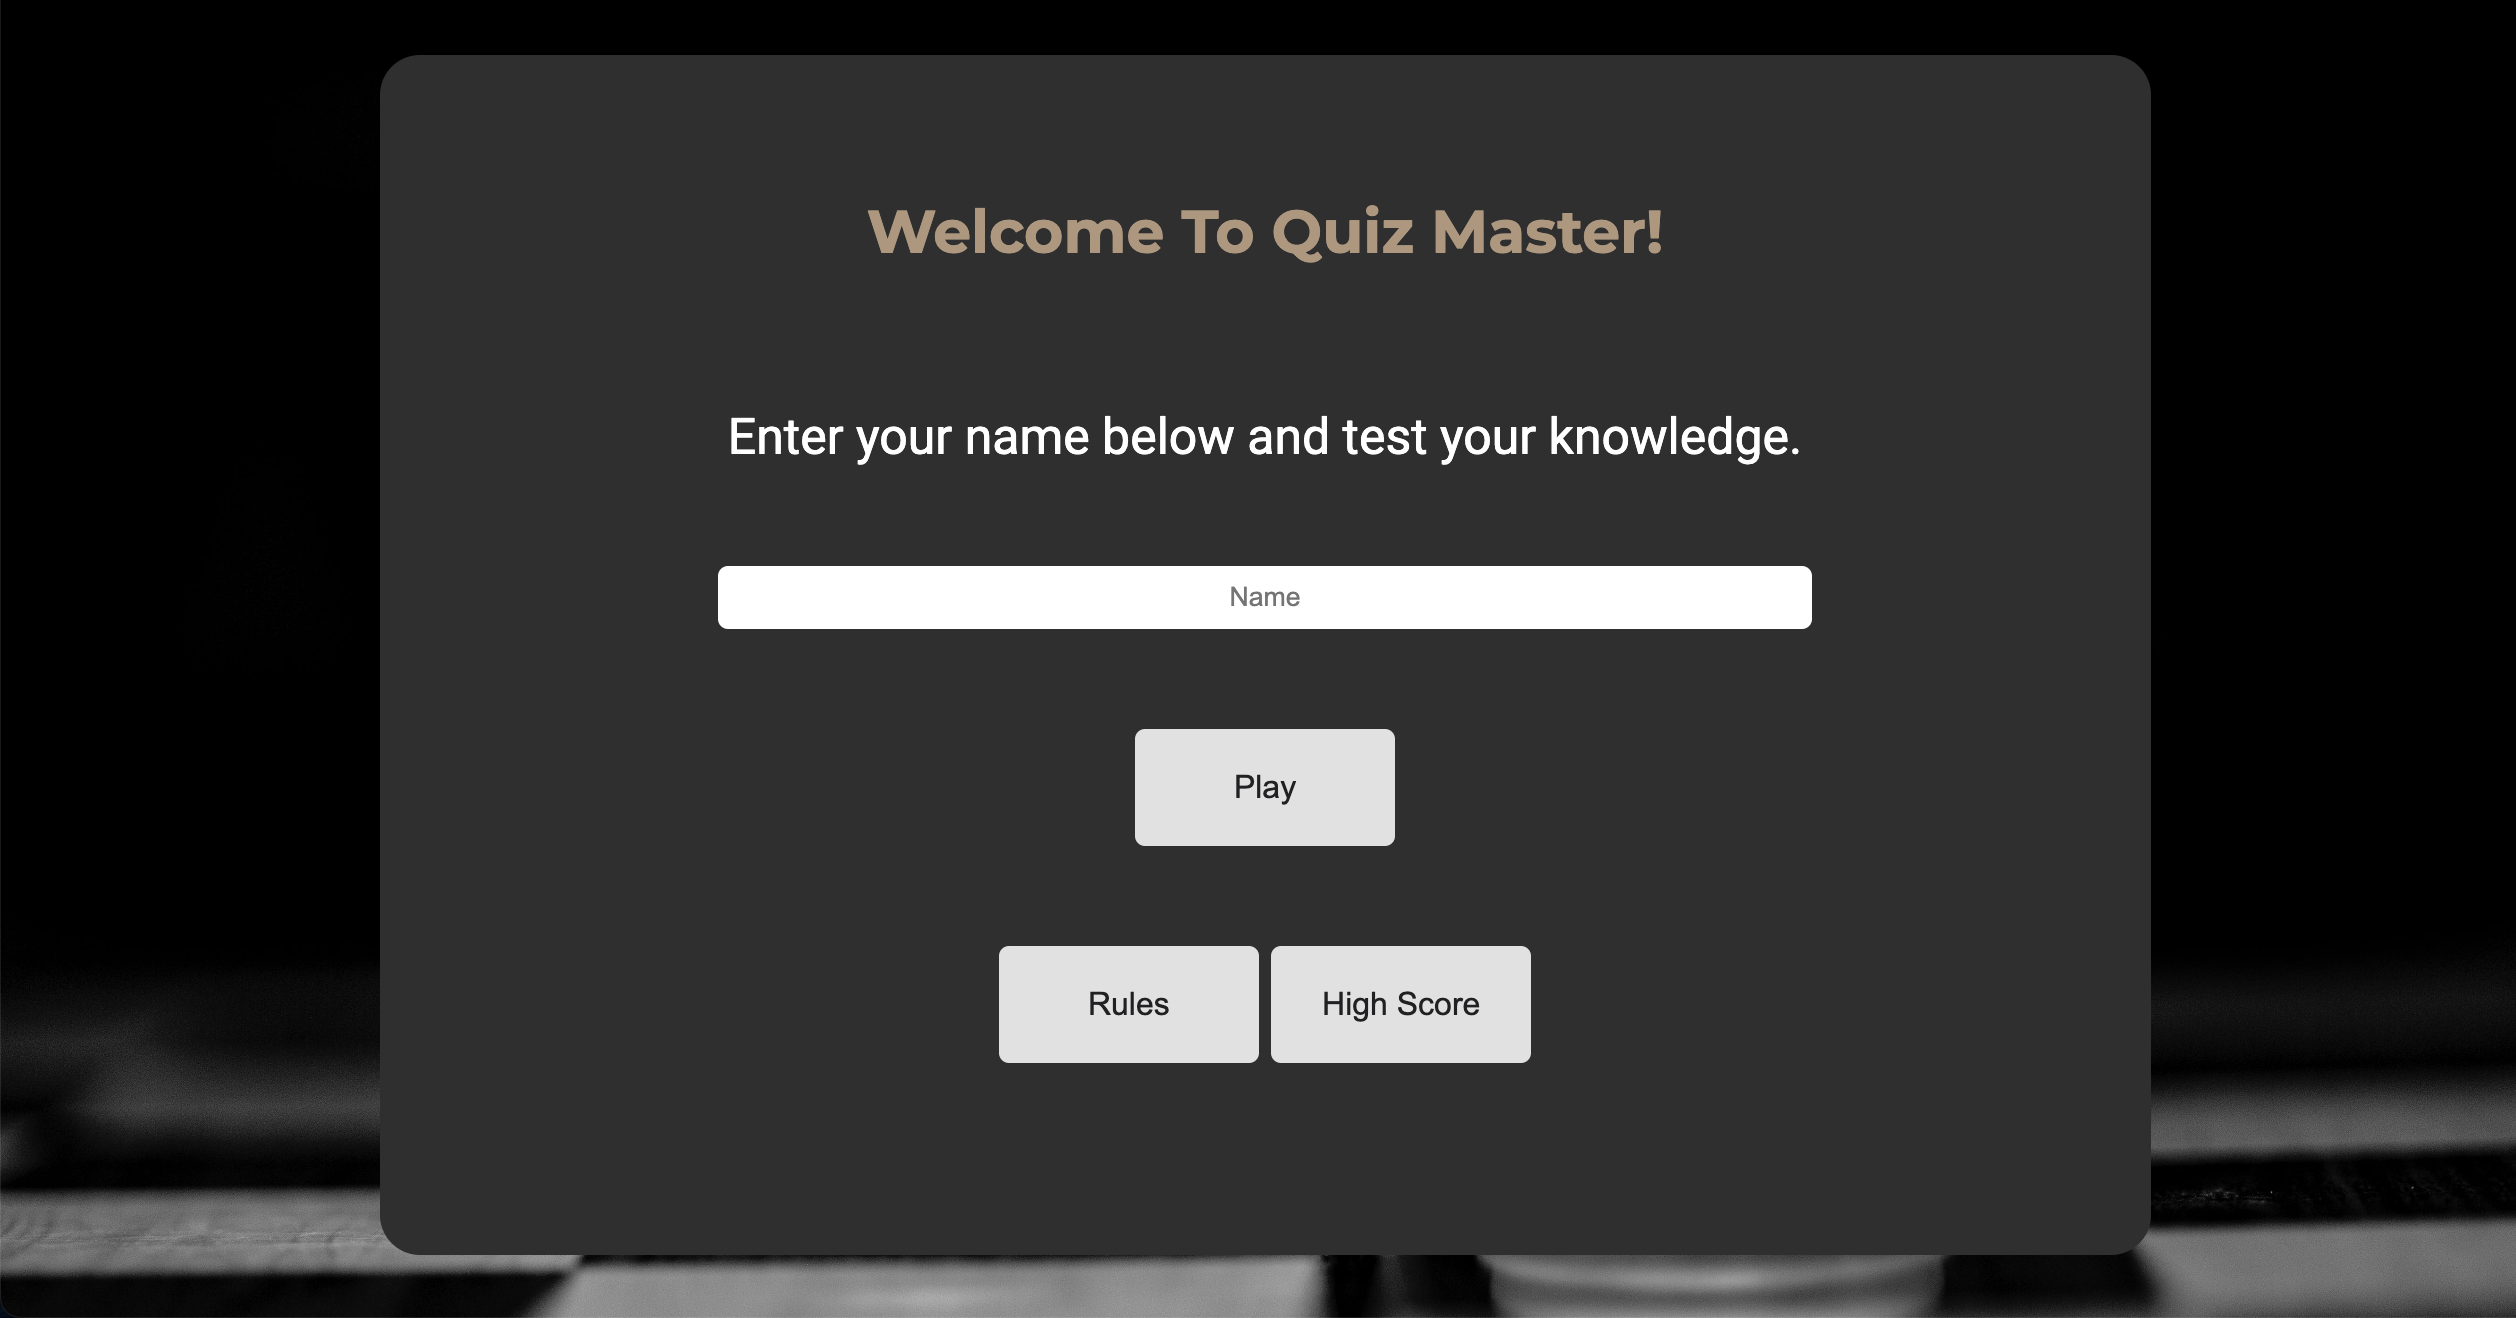 Welcome To Quiz Master!
Enter your name below and test your knowledge.
Name
Play
Rules
High Score